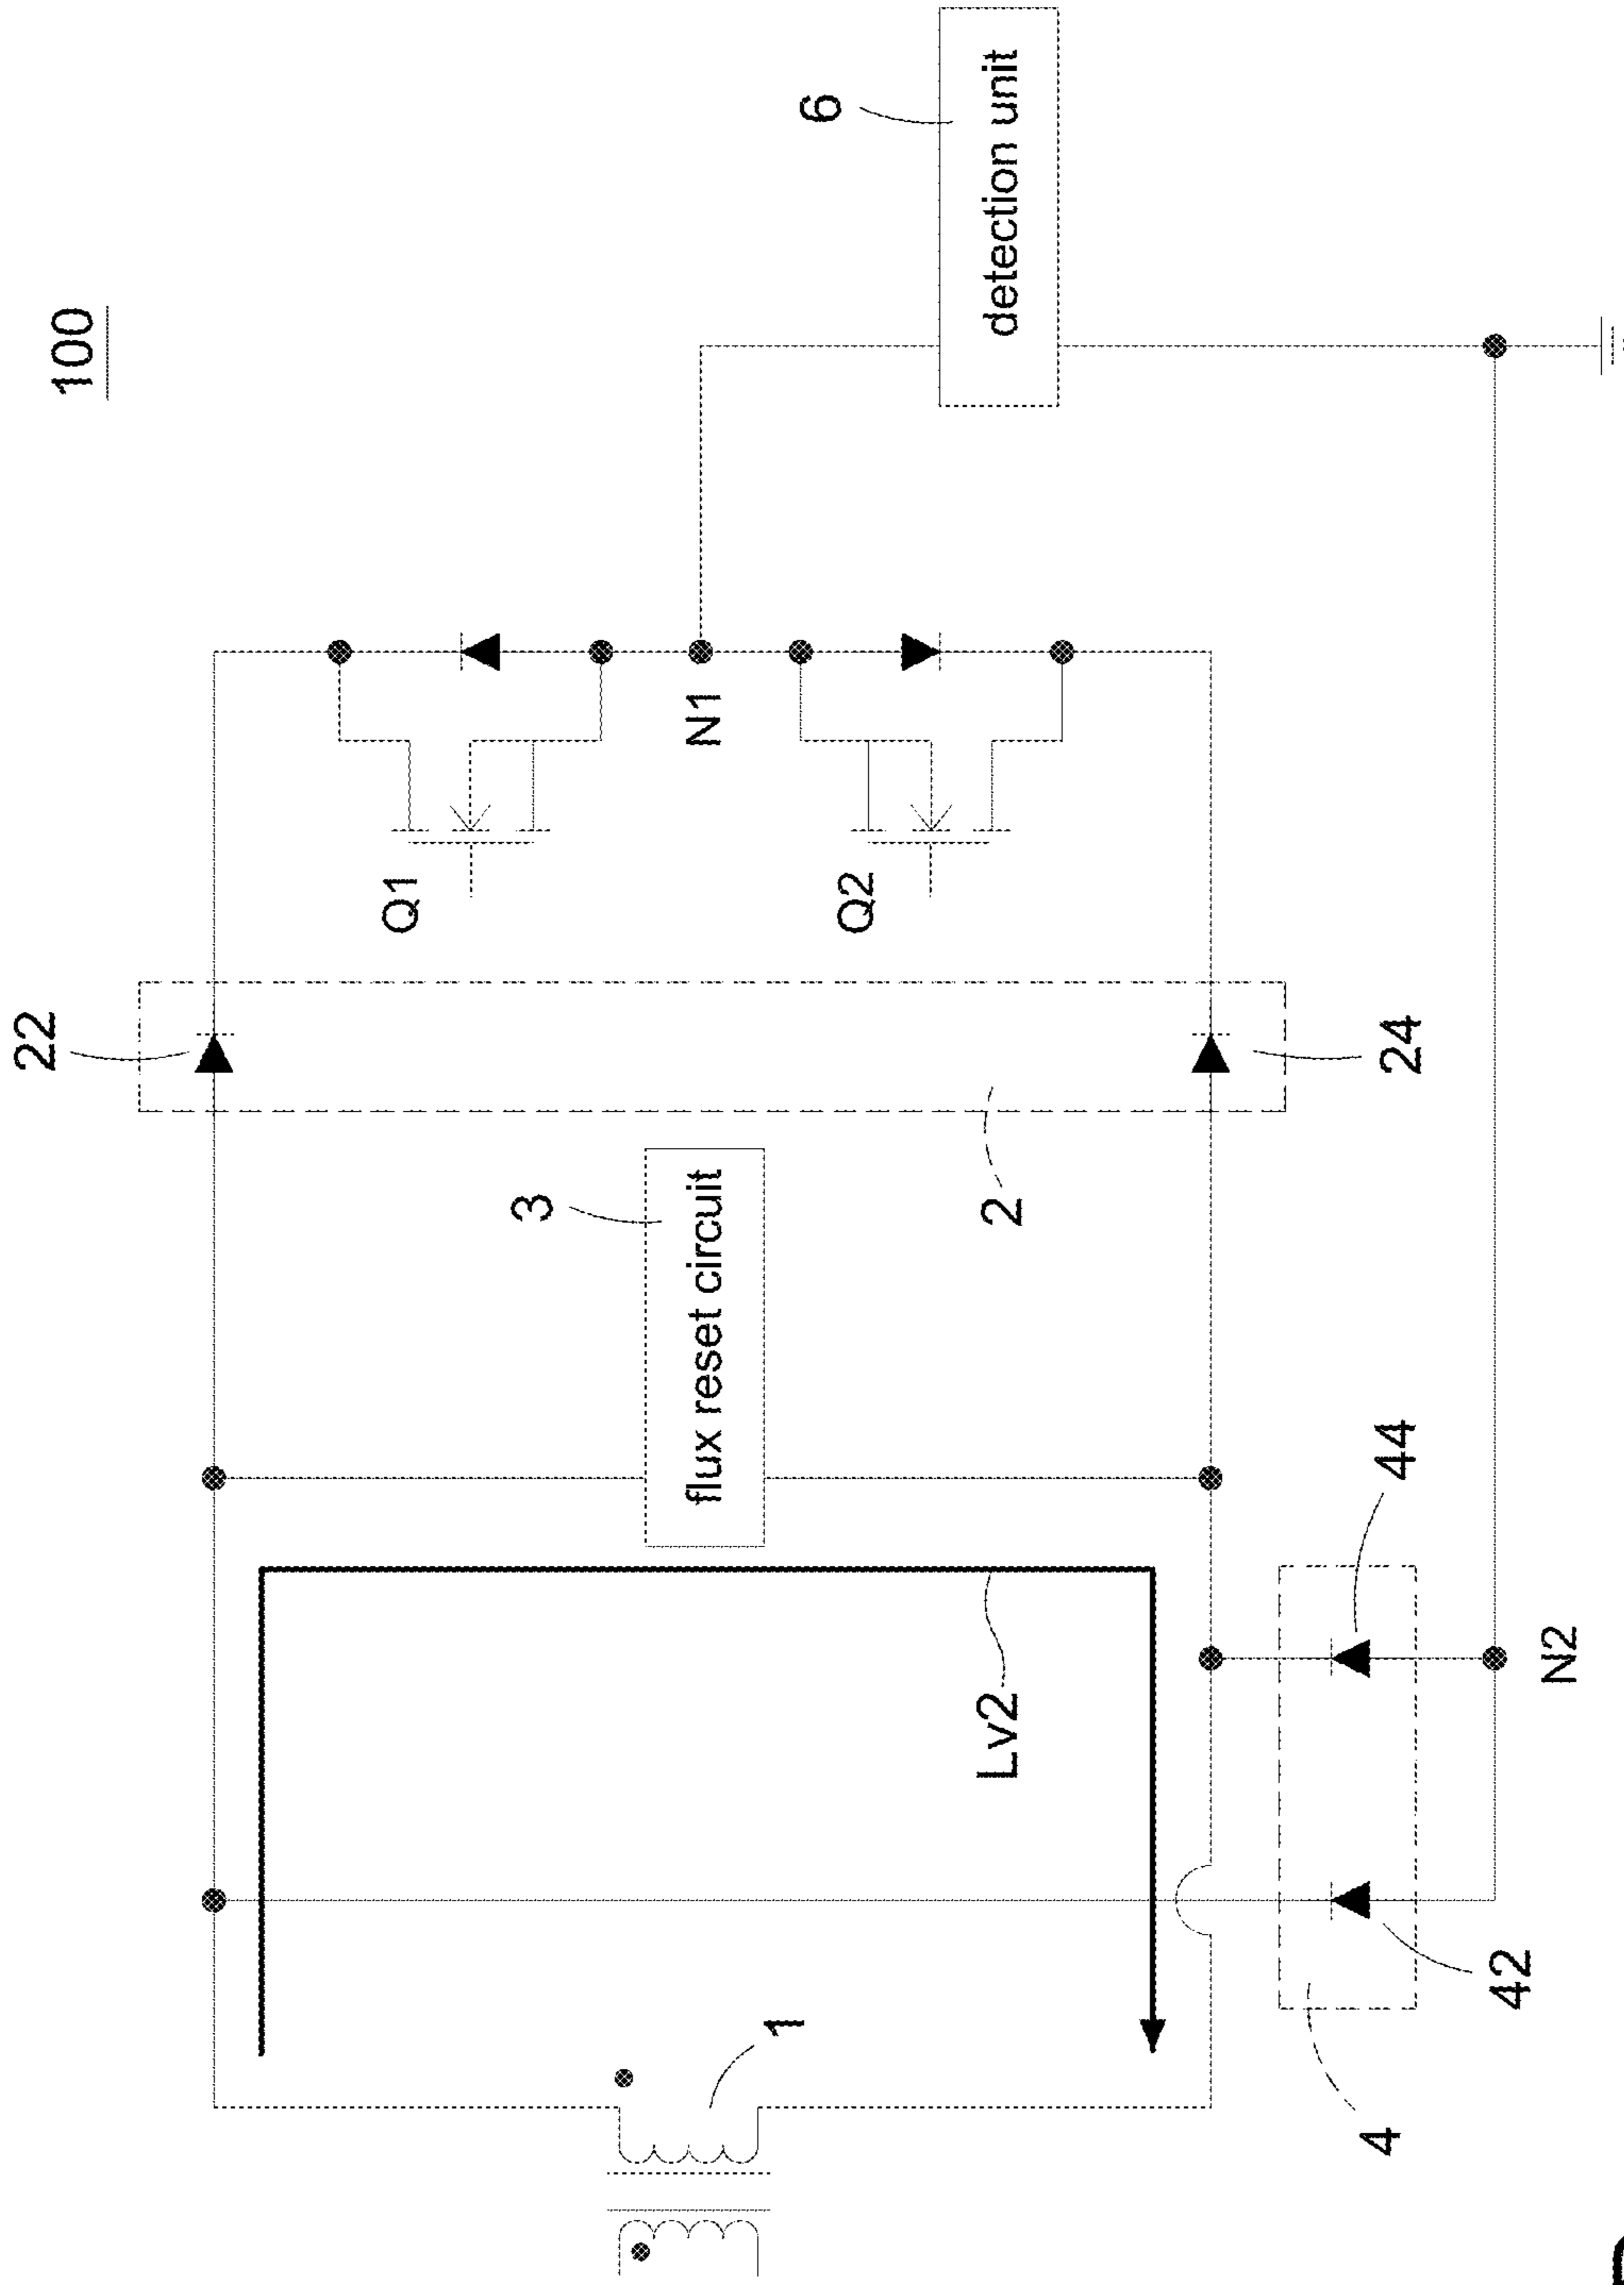 100
22
Q1
6
3
flux reset circuit
N1
detection unit
1
Q2
2
Lv2
24
44
4
42
N2